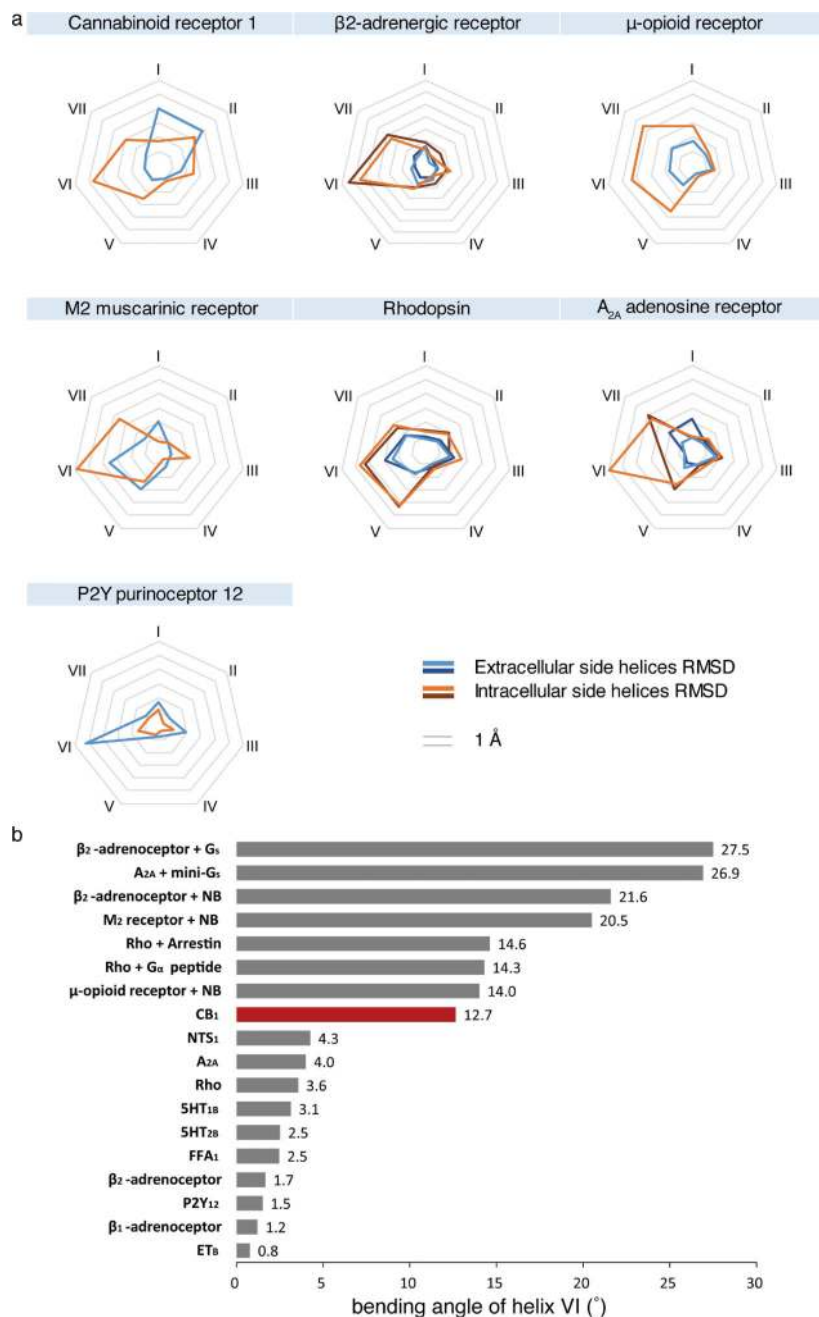 a
Cannabinoid receptor 1
β2-adrenergic receptor
μ-opioid receptor
I
II
III
IV
V
VI
VII
I
II
III
IV
V
VI
VII
I
II
III
IV
V
VI
VII
M2 muscarinic receptor
Rhodopsin
A2A adenosine receptor
I
II
III
IV
V
VI
VII
I
II
III
IV
V
VI
VII
I
II
III
IV
V
VI
VII
P2Y purinoceptor 12
I
II
III
IV
V
VI
VII
Extracellular side helices RMSD
Intracellular side helices RMSD
1 Å
b
β2-adrenoceptor + Gs 27.5
A2A + mini-Gs 26.9
β2-adrenoceptor + NB 21.6
M2 receptor + NB 20.5
Rho + Arrestin 14.6
Rho + Gα peptide 14.3
μ-opioid receptor + NB 14.0
CB1 12.7
NTS1 4.3
A2A 4.0
Rho 3.6
5HT1B 3.1
5HT2B 2.5
FFA1 2.5
β2-adrenoceptor 1.7
P2Y12 1.5
β1-adrenoceptor 1.2
ETB 0.8
0 5 10 15 20 25 30
bending angle of helix VI (°)